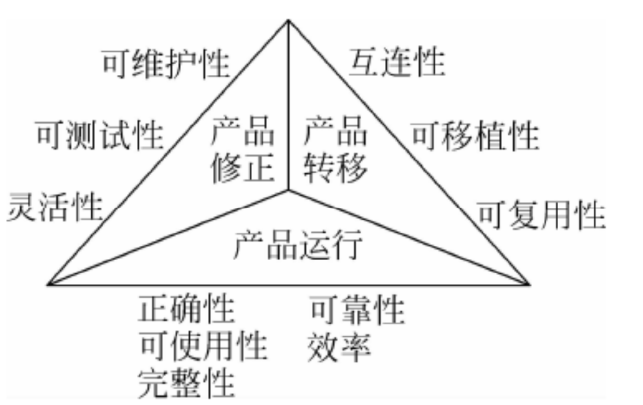 可维护性
互连性
可测试性
产品
修正
产品
转移
可移植性
灵活性
可复用性
产品运行
正确性
可靠性
可使用性
效率
完整性